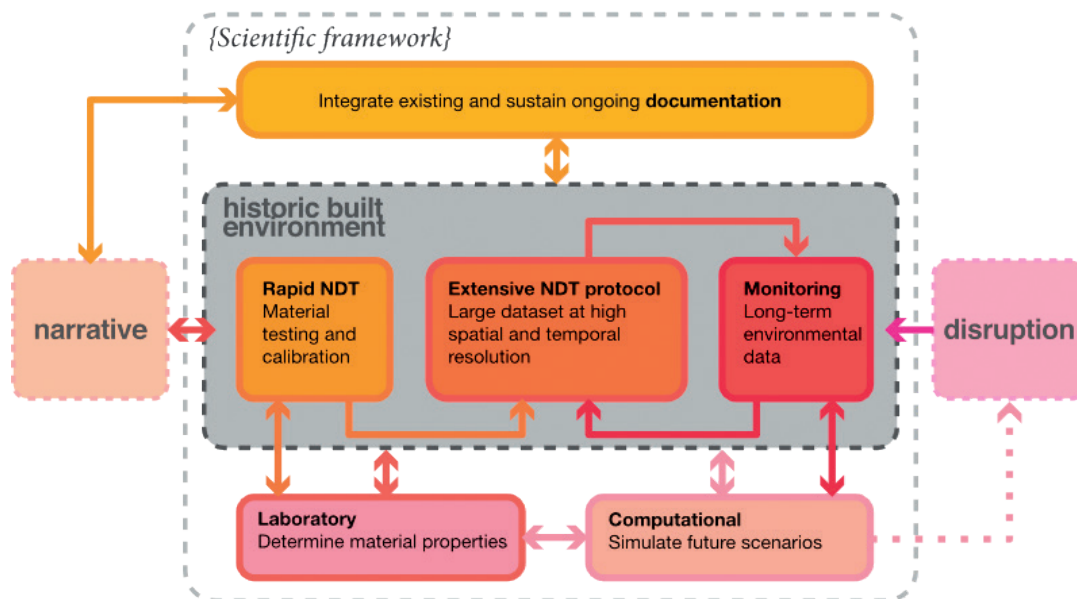 {Scientific framework}
Integrate existing and sustain ongoing documentation
historic built
environment
narrative
Rapid NDT
Material
testing and
calibration
Extensive NDT protocol
Large dataset at high
spatial and temporal
resolution
Monitoring
Long-term
environmental
data
disruption
Laboratory
Determine material properties
Computational
Simulate future scenarios